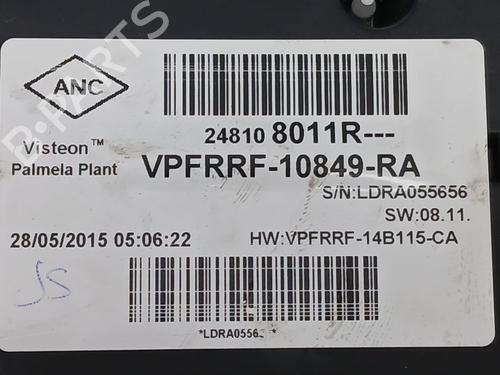 ANC
24810 8011R---
Visteon™
Palmela Plant
VPFRRF-10849-RA
S/N:LDRA055656
SW:08.11.
28/05/2015 05:06:22
HW:VPFRRF-14B115-CA
JS
B-PARTS